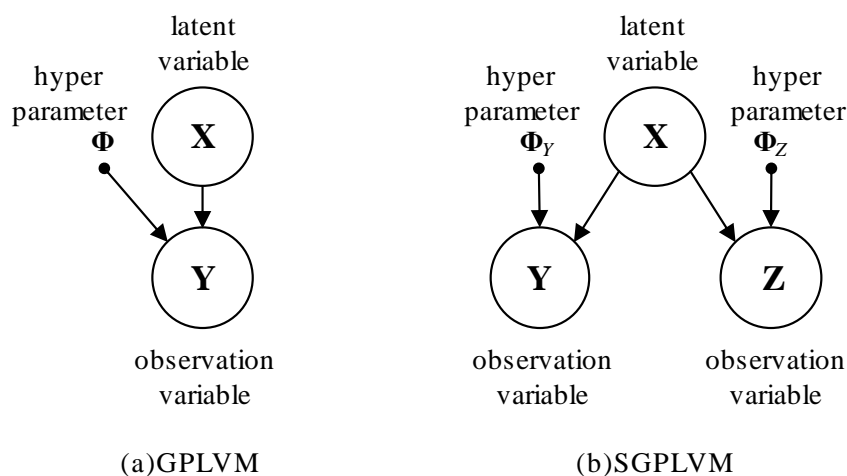 latent
variable
hyper
parameter
Φ
X
Y
observation
variable
(a)GPLVM
latent
variable
hyper
parameter
Φ_Y
X
hyper
parameter
Φ_Z
Y
Z
observation
variable
observation
variable
(b)SGPLVM